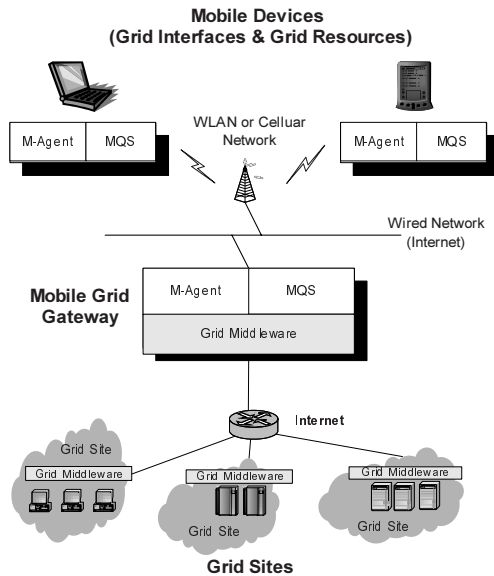 Mobile Devices
(Grid Interfaces & Grid Resources)
WLAN or Celluar
Network
M-Agent MQS
M-Agent MQS
Wired Network
(Internet)
Mobile Grid
Gateway
M-Agent MQS
Grid Middleware
Internet
Grid Site
Grid Middleware
Grid Middleware
Grid Site
Grid Middleware
Grid Site
Grid Sites